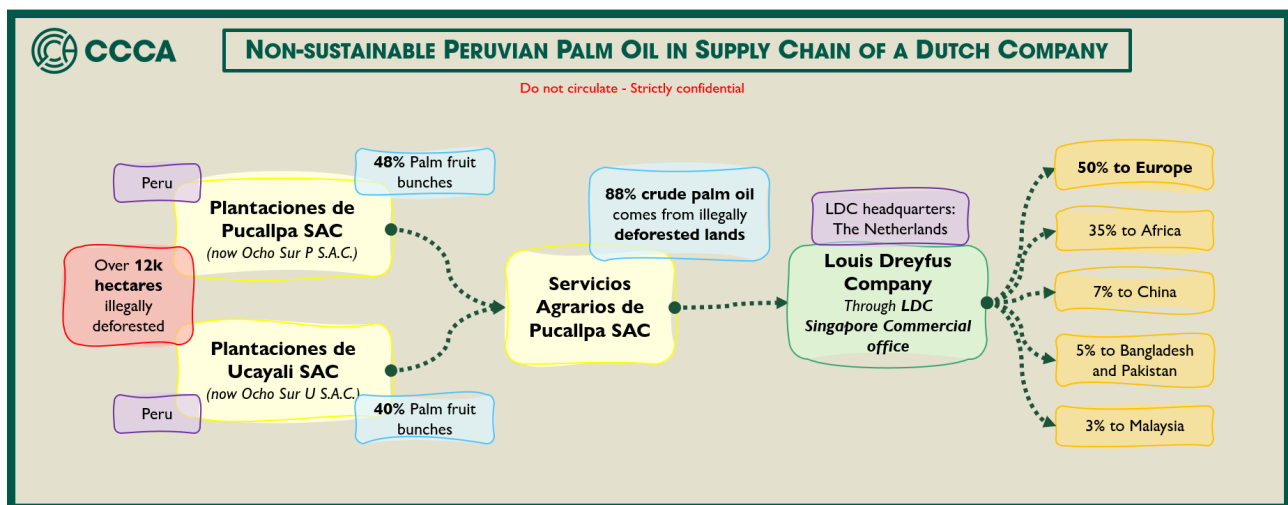 CCCA
NON-SUSTAINABLE PERUVIAN PALM OIL IN SUPPLY CHAIN OF A DUTCH COMPANY
Do not circulate - Strictly confidential
Peru
48% Palm fruit
bunches
Plantaciones de
Pucallpa SAC
(now Ocho Sur P S.A.C.)
Over 12k
hectares
illegally
deforested
Plantaciones de
Ucayali SAC
(now Ocho Sur U S.A.C.)
Peru
40% Palm fruit
bunches
88% crude palm oil
comes from illegally
deforested lands
Servicios
Agrarios de
Pucallpa SAC
LDC headquarters:
The Netherlands
Louis Dreyfus
Company
Through LDC
Singapore Commercial
office
50% to Europe
35% to Africa
7% to China
5% to Bangladesh
and Pakistan
3% to Malaysia